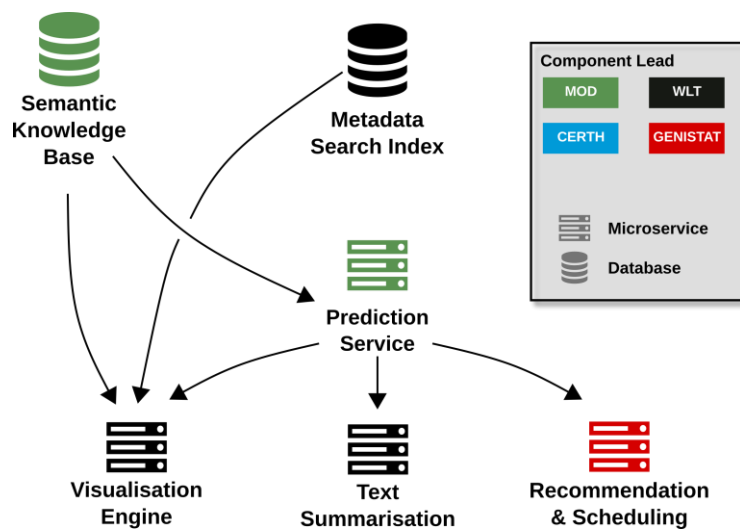 Semantic
Knowledge
Base
Metadata
Search Index
Component Lead
MOD
WLT
CERTH
GENISTAT
Microservice
Database
Prediction
Service
Visualisation
Engine
Text
Summarisation
Recommendation
& Scheduling